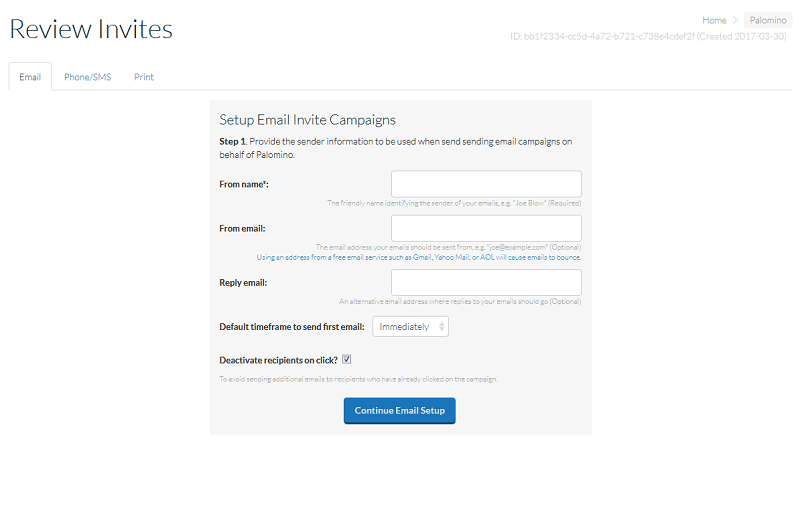 Review Invites
Home > Palomino
ID: bb1f2334-cc5d-4a72-b721-c738e4cdef2f (Created 2017-03-30)
Email Phone/SMS Print
Setup Email Invite Campaigns
Step 1. Provide the sender information to be used when send sending email campaigns on
behalf of Palomino.
From name*:
The friendly name identifying the sender of your emails, e.g. "Joe Blow" (Required)
From email:
The email address your emails should be sent from, e.g. "joe@example.com" (Optional)
Using an address from a free email service such as Gmail, Yahoo Mail, or AOL will cause emails to bounce.
Reply email:
An alternative email address where replies to your emails should go (Optional)
Default timeframe to send first email: Immediately
Deactivate recipients on click?
To avoid sending additional emails to recipients who have already clicked on the campaign.
Continue Email Setup